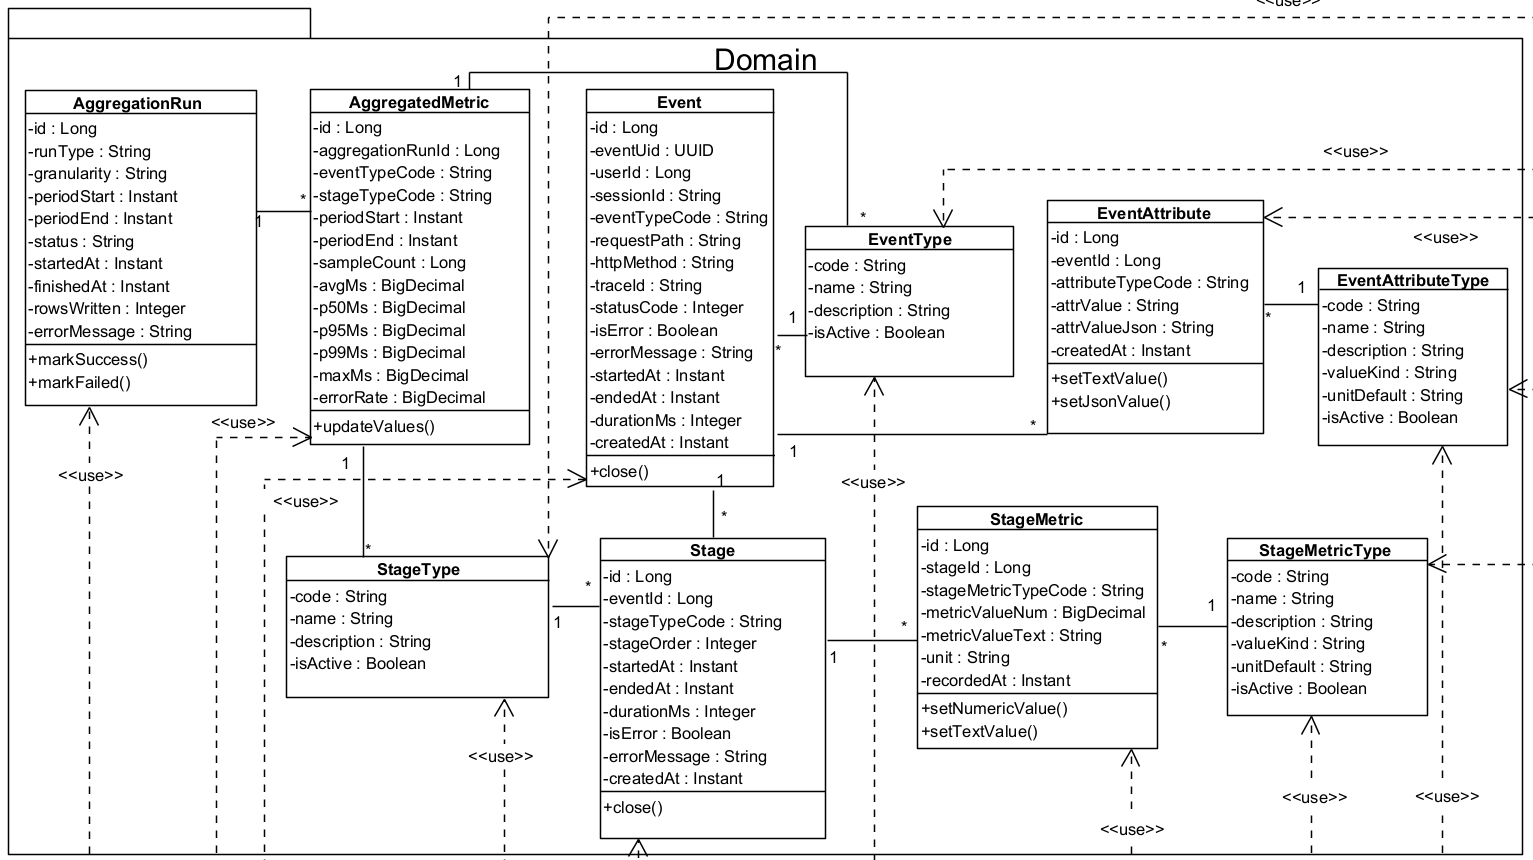 <<use>>
Domain
AggregationRun
-id : Long
-runType : String
-granularity : String
-periodStart : Instant
-periodEnd : Instant
-status : String
-startedAt : Instant
-finishedAt : Instant
-rowsWritten : Integer
-errorMessage : String
+markSuccess()
+markFailed()
1
*
1
AggregatedMetric
-id : Long
-aggregationRunId : Long
-eventTypeCode : String
-stageTypeCode : String
-periodStart : Instant
-periodEnd : Instant
-sampleCount : Long
-avgMs : BigDecimal
-p50Ms : BigDecimal
-p95Ms : BigDecimal
-p99Ms : BigDecimal
-maxMs : BigDecimal
-errorRate : BigDecimal
+updateValues()
Event
-id : Long
-eventUid : UUID
-userId : Long
-sessionId : String
-eventTypeCode : String
-requestPath : String
-httpMethod : String
-traceId : String
-statusCode : Integer
-isError : Boolean
-errorMessage : String
-startedAt : Instant
-endedAt : Instant
-durationMs : Integer
-createdAt : Instant
+close()
1
*
*
EventType
-code : String
-name : String
-description : String
-isActive : Boolean
1
*
<<use>>
EventAttribute
-id : Long
-eventId : Long
-attributeTypeCode : String
-attrValue : String
-attrValueJson : String
-createdAt : Instant
+setTextValue()
+setJsonValue()
<<use>>
1
*
EventAttributeType
-code : String
-name : String
-description : String
-valueKind : String
-unitDefault : String
-isActive : Boolean
*
1
<<use>>
<<use>>
1
<<use>>
<<use>>
*
StageType
-code : String
-name : String
-description : String
-isActive : Boolean
*
1
<<use>>
Stage
-id : Long
-eventId : Long
-stageTypeCode : String
-stageOrder : Integer
-startedAt : Instant
-endedAt : Instant
-durationMs : Integer
-isError : Boolean
-errorMessage : String
-createdAt : Instant
+close()
*
1
StageMetric
-id : Long
-stageId : Long
-stageMetricTypeCode : String
-metricValueNum : BigDecimal
-metricValueText : String
-unit : String
-recordedAt : Instant
+setNumericValue()
+setTextValue()
1
*
StageMetricType
-code : String
-name : String
-description : String
-valueKind : String
-unitDefault : String
-isActive : Boolean
<<use>>
<<use>>
<<use>>